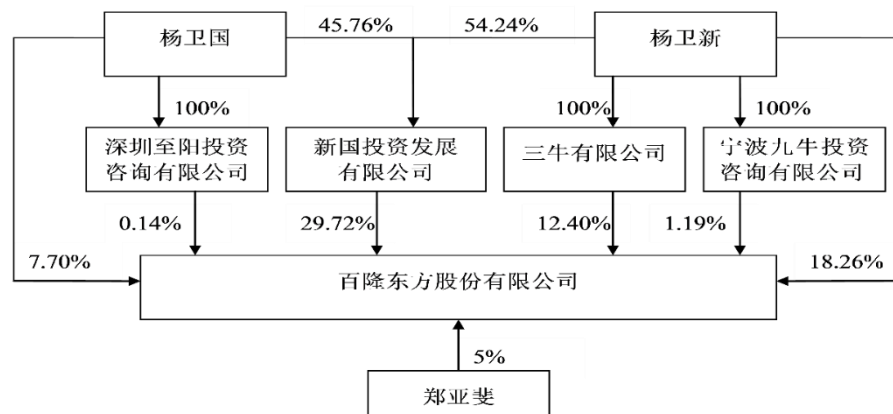 杨卫国
45.76%
54.24%
杨卫新
100%
100%
100%
深圳至阳投资
咨询有限公司
新国投资发展
有限公司
三牛有限公司
宁波九牛投资
咨询有限公司
0.14%
29.72%
12.40%
1.19%
7.70%
百隆东方股份有限公司
18.26%
5%
郑亚斐